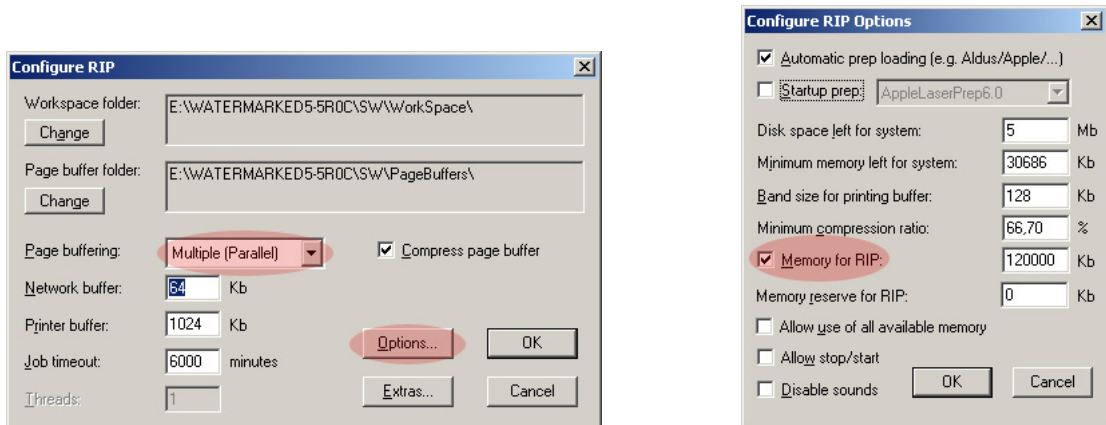 Configure RIP
Workspace folder:
E:\WATERMARKED5-5R0C\SW\WorkSpace\
Change
Page buffer folder:
E:\WATERMARKED5-5R0C\SW\PageBuffers\
Change
Page buffering: Multiple (Parallel) Compress page buffer
Network buffer: 64 Kb
Printer buffer: 1024 Kb
Options... OK
Job timeout: 6000 minutes
Extras... Cancel
Threads: 1
Configure RIP Options
Automatic prep loading (e.g. Aldus/Apple/...)
Startup prep: AppleLaserPrep6.0
Disk space left for system: 5 Mb
Minimum memory left for system: 30686 Kb
Band size for printing buffer: 128 Kb
Minimum compression ratio: 66,70 %
Memory for RIP: 120000 Kb
Memory reserve for RIP: 0 Kb
Allow use of all available memory
Allow stop/start
Disable sounds OK Cancel